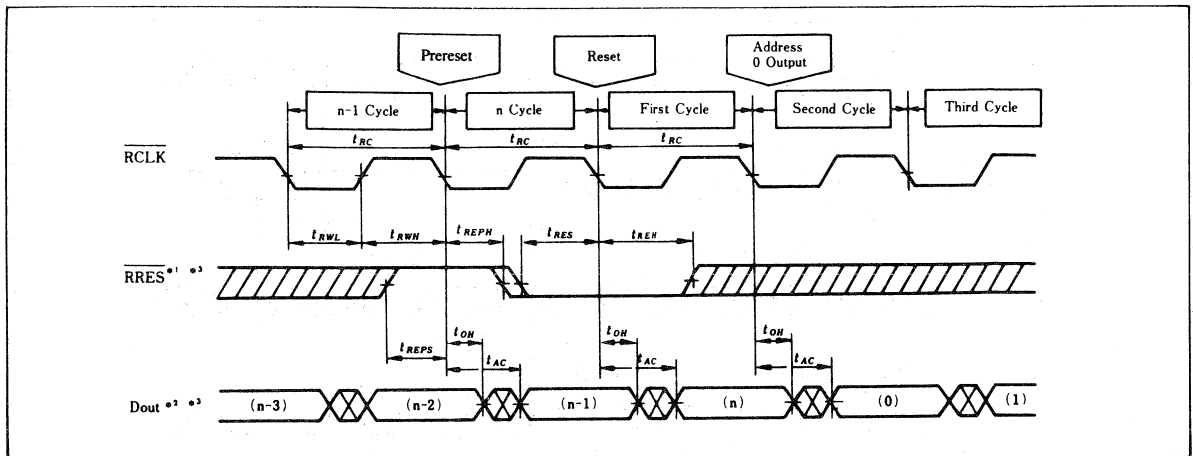 Prereset
Reset
Address
0 Output
n-1 Cycle
n Cycle
First Cycle
Second Cycle
Third Cycle
tRC
tRC
tRC
RCLK
tRWL
tRWH
tREPH
tRES
tREH
RRES*1 *3
tREPS
tOH
tAC
tOH
tAC
tOH
tAC
Dout *2 *3
(n-3)
(n-2)
(n-1)
(n)
(0)
(1)